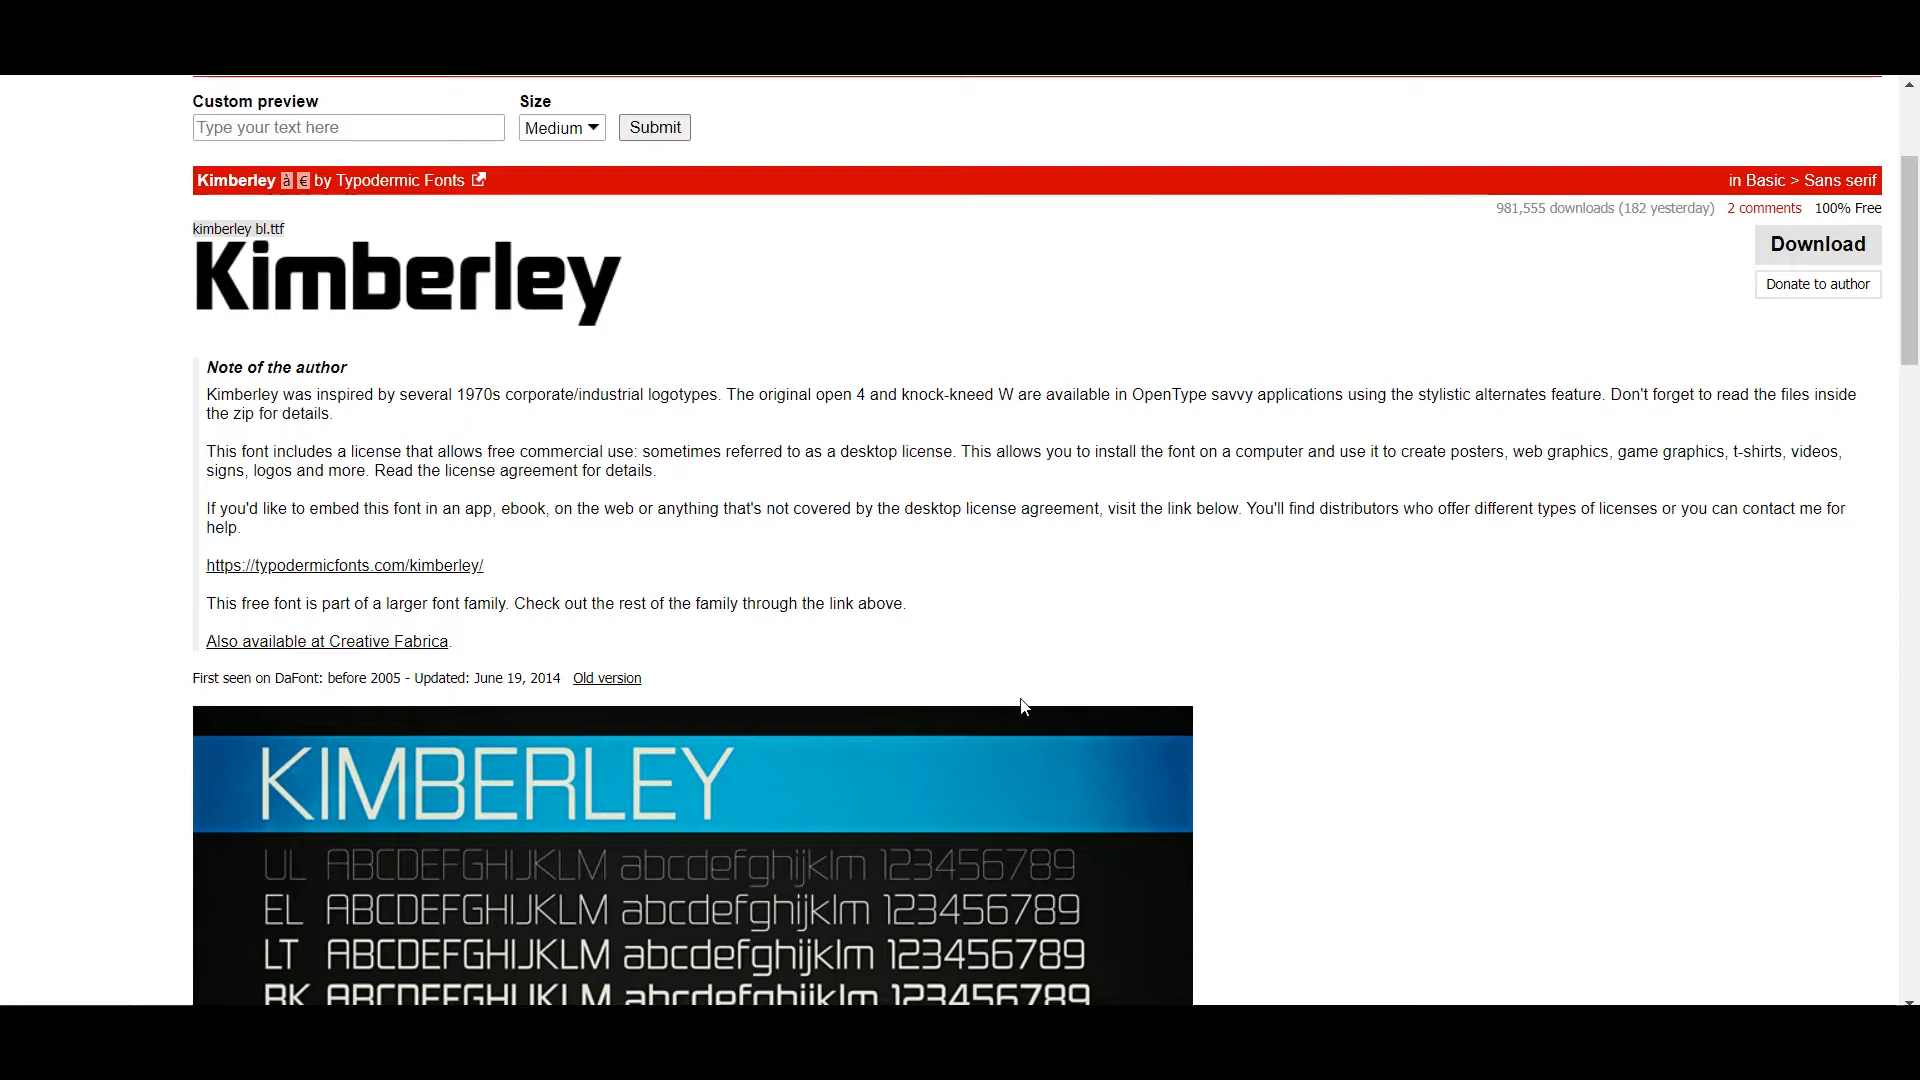 Custom preview Size
Type your text here Medium Submit
Kimberley à € by Typodermic Fonts in Basic > Sans serif
981,555 downloads (182 yesterday) 2 comments 100% Free
kimberley bl.ttf
Kimberley
Download
Donate to author
Note of the author
Kimberley was inspired by several 1970s corporate/industrial logotypes. The original open 4 and knock-kneed W are available in OpenType savvy applications using the stylistic alternates feature. Don't forget to read the files inside
the zip for details.
This font includes a license that allows free commercial use: sometimes referred to as a desktop license. This allows you to install the font on a computer and use it to create posters, web graphics, game graphics, t-shirts, videos,
signs, logos and more. Read the license agreement for details.
If you'd like to embed this font in an app, ebook, on the web or anything that's not covered by the desktop license agreement, visit the link below. You'll find distributors who offer different types of licenses or you can contact me for
help.
https://typodermicfonts.com/kimberley/
This free font is part of a larger font family. Check out the rest of the family through the link above.
Also available at Creative Fabrica.
First seen on DaFont: before 2005 - Updated: June 19, 2014 Old version
KIMBERLEY
UL ABCDEFGHIJKLM abcdefghijklm 123456789
EL ABCDEFGHIJKLM abcdefghijklm 123456789
LT ABCDEFGHIJKLM abcdefghijklm 123456789
BK ABCDEFGHIJKLM abcdefghijklm 123456789